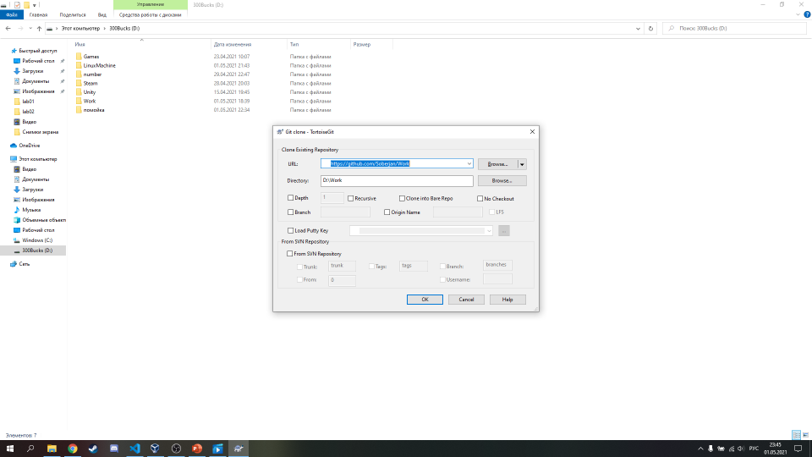 Управление
300Bucks (D:)
Файл
Главная
Поделиться
Вид
Средства работы с дисками
Этот компьютер
300Bucks (D:)
Поиск: 300Bucks (D:)
Имя
Дата изменения
Тип
Размер
Быстрый доступ
Рабочий стол
Загрузки
Документы
Изображения
lab01
lab02
Видео
Снимки экрана
OneDrive
Этот компьютер
Видео
Документы
Загрузки
Изображения
Музыка
Объемные объекты
Рабочий стол
Windows (C:)
300Bucks (D:)
Сеть
Games 23.04.2021 10:07 Папка с файлами
LinuxMachine 01.05.2021 21:43 Папка с файлами
number 29.04.2021 22:47 Папка с файлами
Steam 28.04.2021 20:03 Папка с файлами
Unity 15.04.2021 19:45 Папка с файлами
Work 01.05.2021 18:39 Папка с файлами
помойка 01.05.2021 22:34 Папка с файлами
Git clone - TortoiseGit
Clone Existing Repository
URL:
Browse...
Directory:
D:\Work
Browse...
Depth
1
Recursive
Clone into Bare Repo
No Checkout
Branch
Origin Name
LFS
Load Putty Key
...
From SVN Repository
From SVN Repository
Trunk:
trunk
Tags:
tags
Branch:
branches
From:
0
Username:
OK
Cancel
Help
Элементов: 7
РУС
23:45
01.05.2021